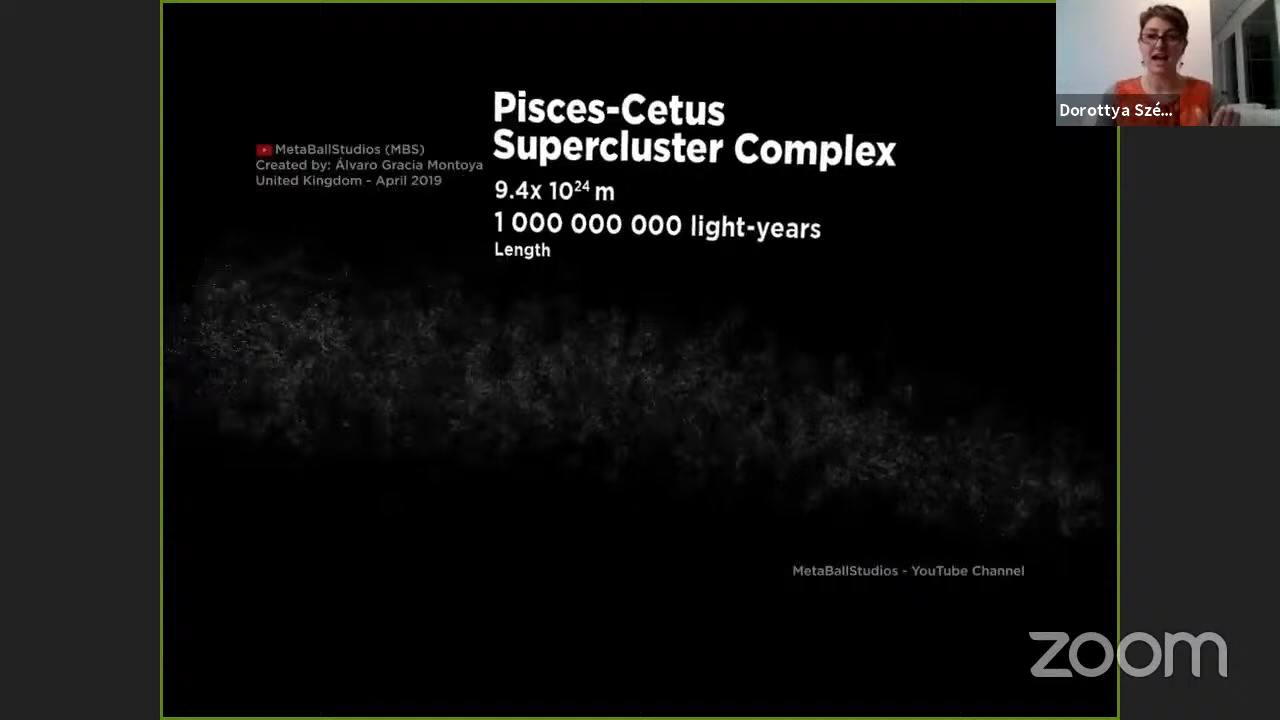 Pisces-Cetus
Supercluster Complex
MetaBallStudios (MBS)
Created by: Álvaro Gracia Montoya
United Kingdom - April 2019
9.4x 10²⁴ m
1 000 000 000 light-years
Length
Dorottya Szé...
MetaBallStudios - YouTube Channel
zoom